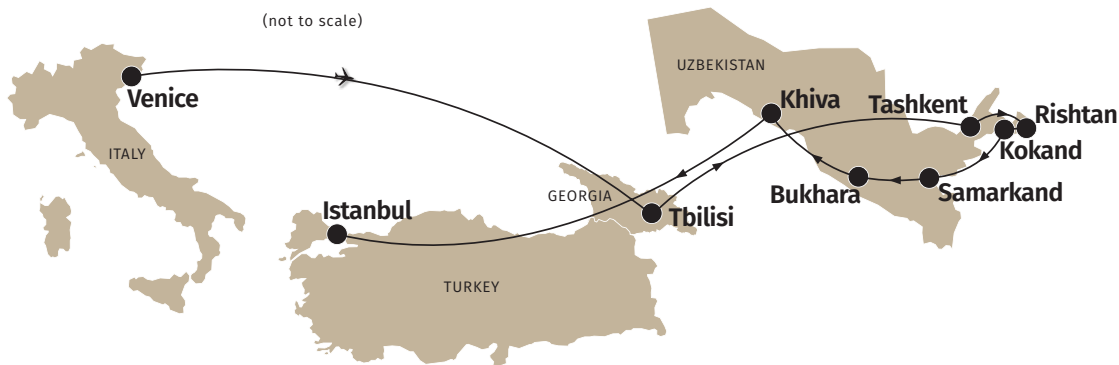 (not to scale)
UZBEKISTAN
Venice
Khiva
Tashkent
Rishtan
Kokand
ITALY
GEORGIA
Bukhara
Samarkand
Istanbul
Tbilisi
TURKEY